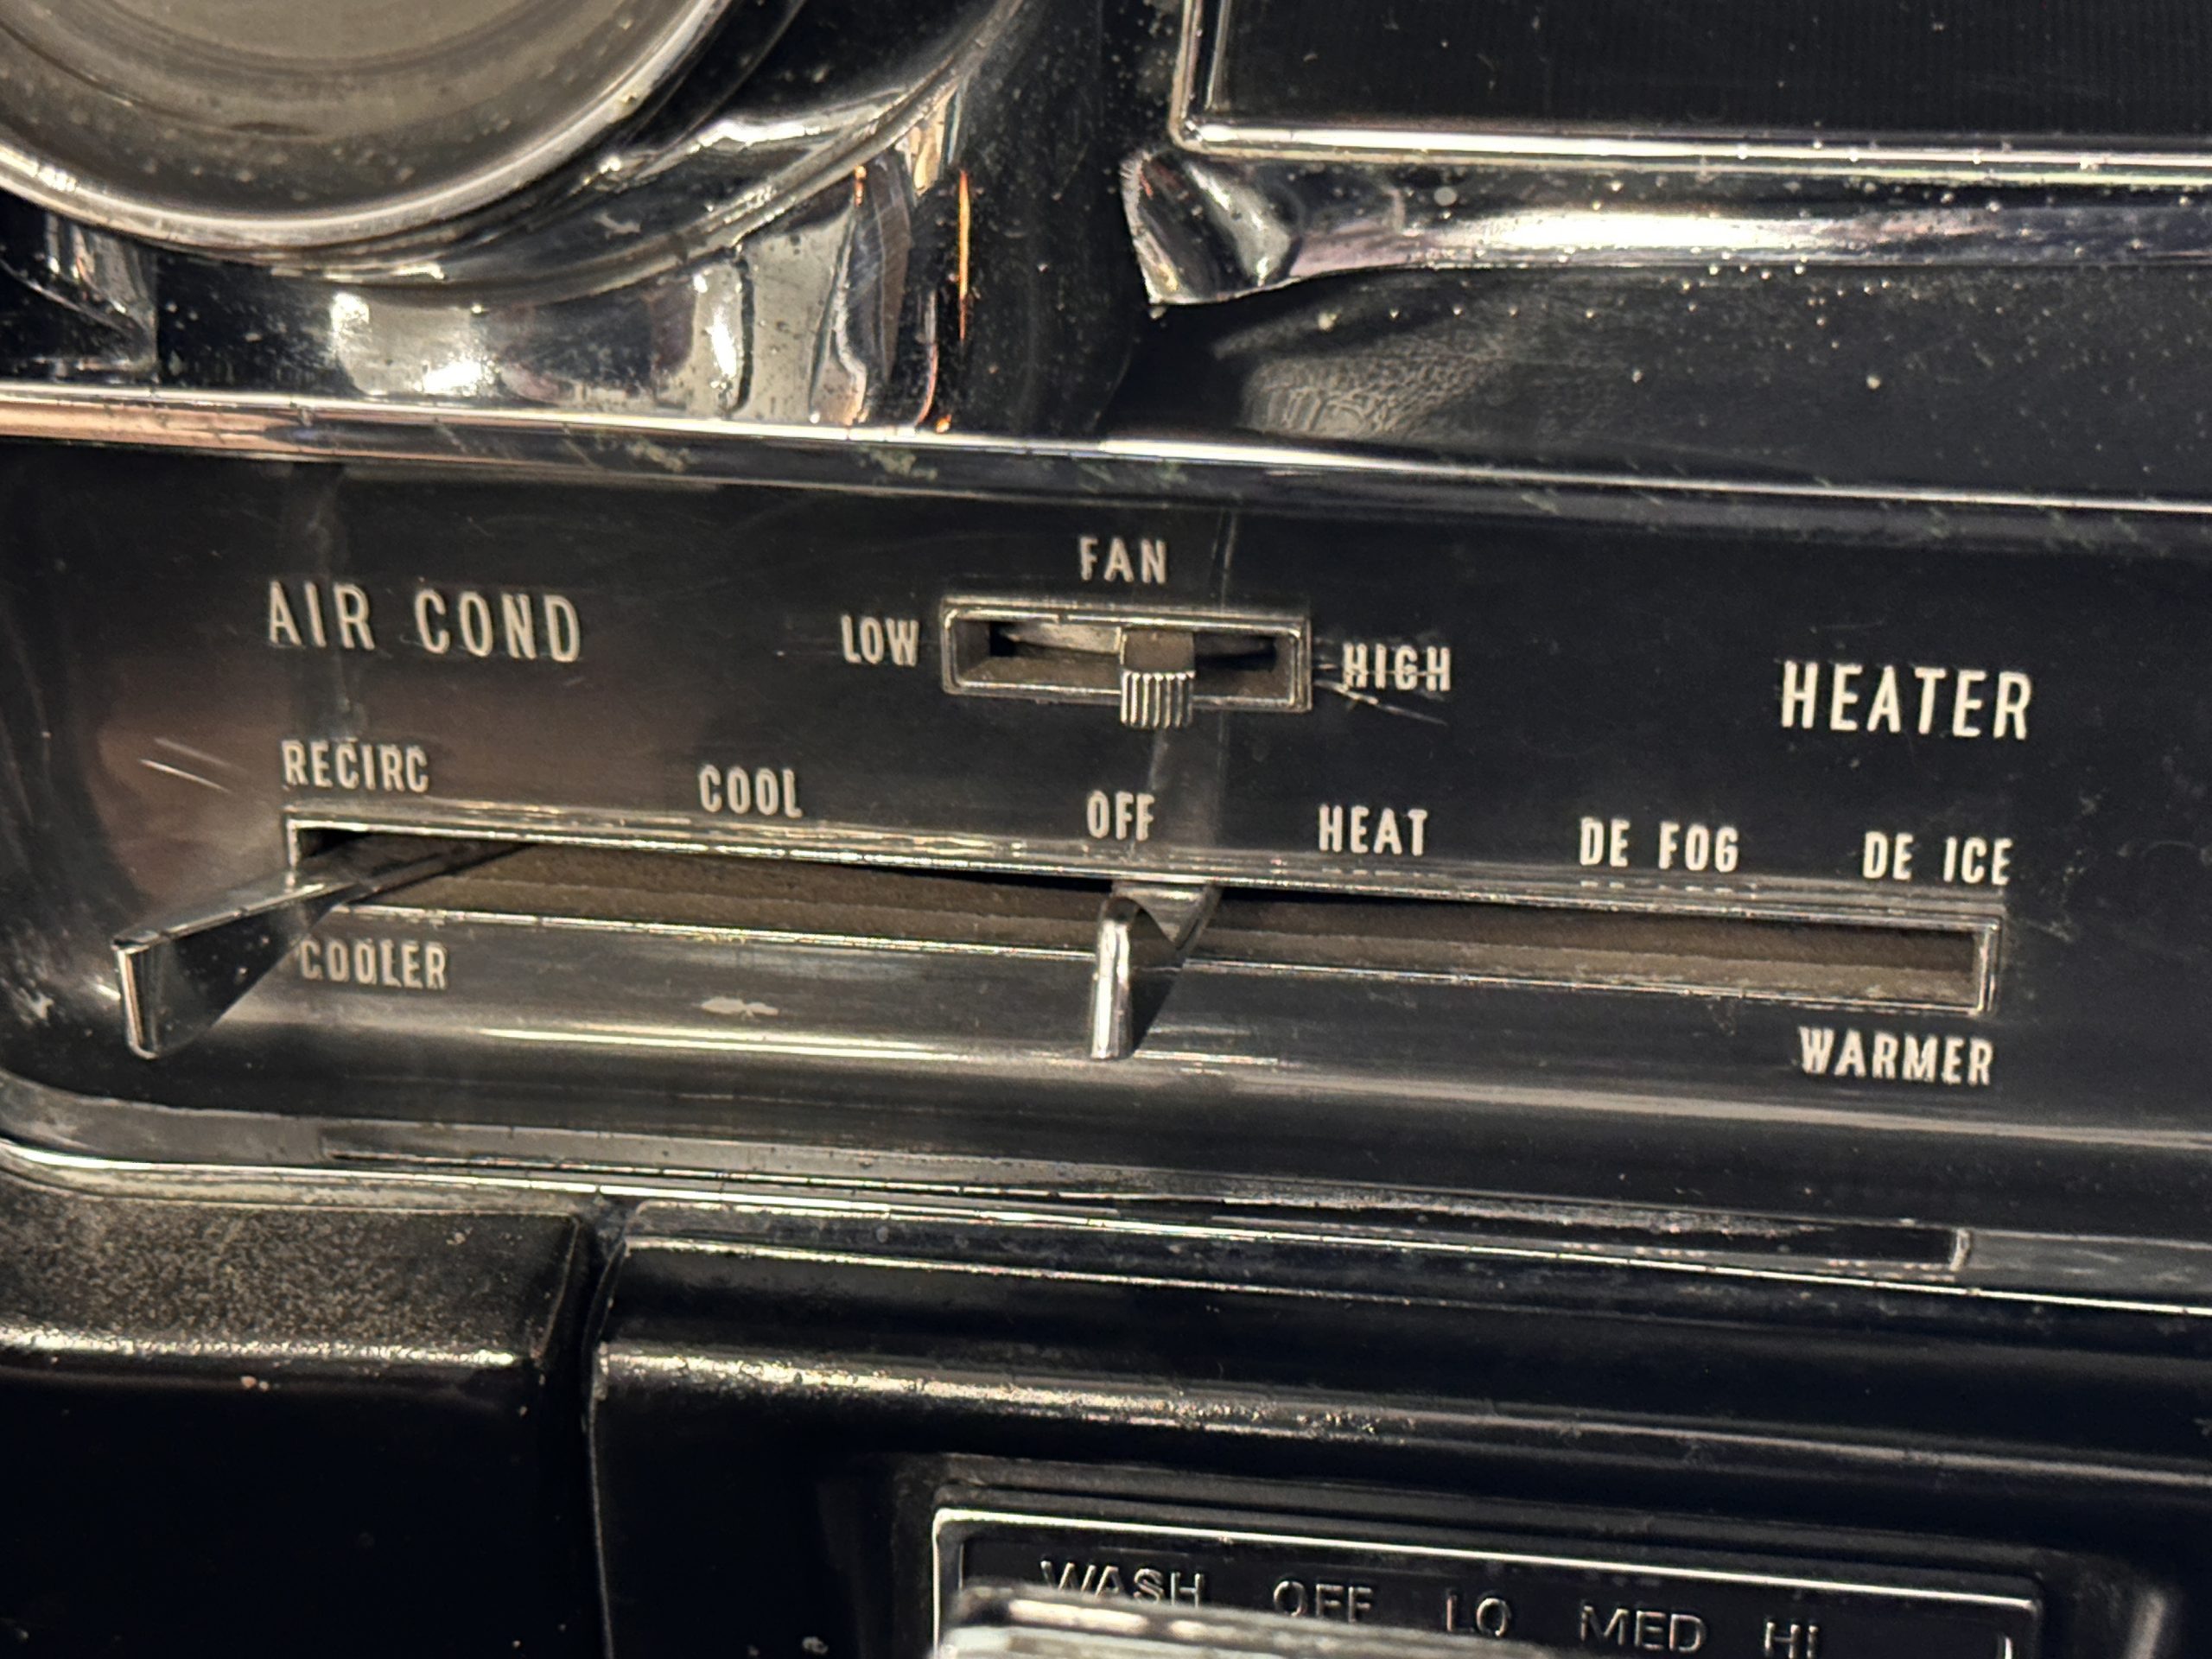 FAN
AIR COND LOW HIGH HEATER
RECIRC COOL OFF HEAT DE FOG DE ICE
COOLER WARMER
WASH OFF LO MED HI